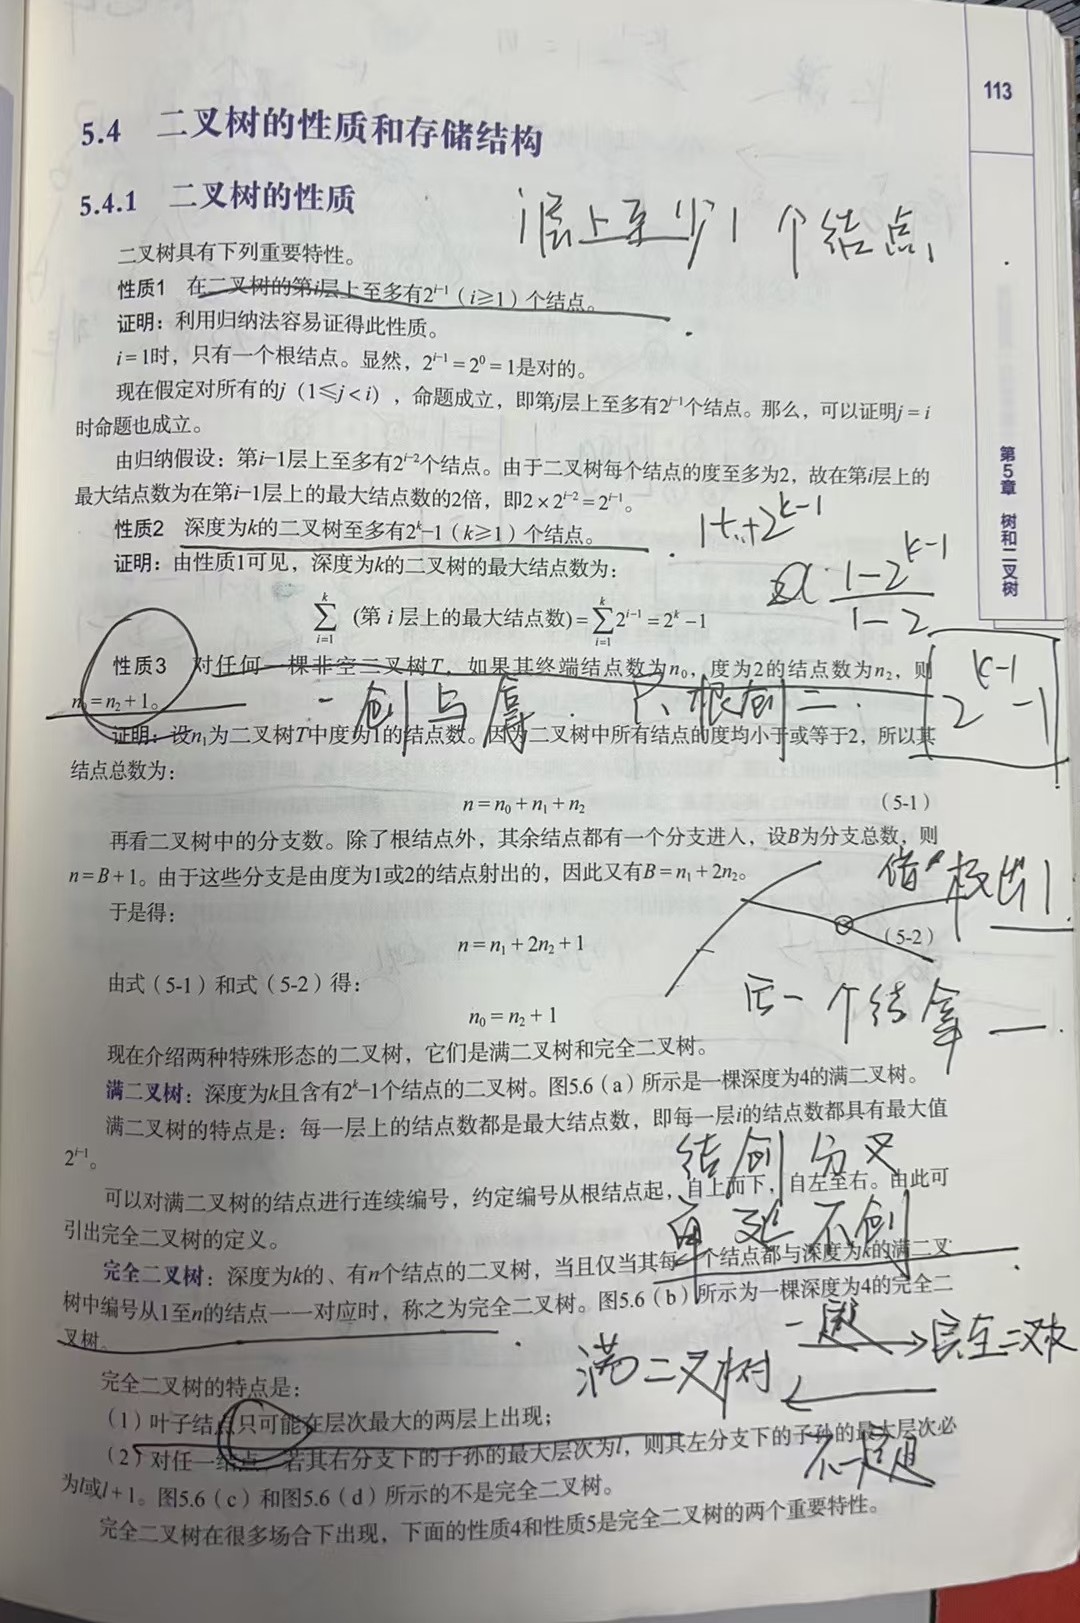 113
第5章 树和二叉树
5.4 二叉树的性质和存储结构
5.4.1 二叉树的性质
i层上至少1个结点
二叉树具有下列重要特性。
性质1 在二叉树的第i层上至多有2^{i-1}（i≥1）个结点。
证明：利用归纳法容易证得此性质。
i=1时，只有一个根结点。显然，2^{i-1}=2^0=1是对的。
现在假定对所有的j（1≤j<i），命题成立，即第j层上至多有2^{j-1}个结点。那么，可以证明j=i
时命题也成立。
由归纳假设：第i-1层上至多有2^{i-2}个结点。由于二叉树每个结点的度至多为2，故在第i层上的
最大结点数为在第i-1层上的最大结点数的2倍，即2×2^{i-2}=2^{i-1}。
性质2 深度为k的二叉树至多有2^k-1（k≥1）个结点。
1+..+2^{k-1}
证明：由性质1可见，深度为k的二叉树的最大结点数为：
\frac{1-2^{k-1}}{1-2}
\sum_{i=1}^{k}(第i层上的最大结点数)=\sum_{i=1}^{k}2^{i-1}=2^k-1
2^{k-1}-1
性质3 对任何一棵非空二叉树T，如果其终端结点数为n₀，度为2的结点数为n₂，则
n₀=n₂+1。
证明：设n₁为二叉树T中度为1的结点数。因为二叉树中所有结点的度均小于或等于2，所以其
结点总数为：
n=n₀+n₁+n₂ （5-1）
再看二叉树中的分支数。除了根结点外，其余结点都有一个分支进入，设B为分支总数，则
n=B+1。由于这些分支是由度为1或2的结点射出的，因此又有B=n₁+2n₂。
于是得：
n=n₁+2n₂+1 （5-2）
由式（5-1）和式（5-2）得：
n₀=n₂+1
现在介绍两种特殊形态的二叉树，它们是满二叉树和完全二叉树。
满二叉树：深度为k且含有2^k-1个结点的二叉树。图5.6（a）所示是一棵深度为4的满二叉树。
满二叉树的特点是：每一层上的结点数都是最大结点数，即每一层i的结点数都具有最大值
2^{i-1}。
结创分叉
可以对满二叉树的结点进行连续编号，约定编号从根结点起，自上而下，自左至右。由此可
引出完全二叉树的定义。
完全二叉树：深度为k的、有n个结点的二叉树，当且仅当其每一个结点都与深度为k的满二叉
树中编号从1至n的结点一一对应时，称之为完全二叉树。图5.6（b）所示为一棵深度为4的完全二
叉树。
满二叉树
完全二叉树
不一定
完全二叉树的特点是：
（1）叶子结点只可能在层次最大的两层上出现；
（2）对任一结点，若其右分支下的子孙的最大层次为l，则其左分支下的子孙的最大层次必
为l或l+1。图5.6（c）和图5.6（d）所示的不是完全二叉树。
完全二叉树在很多场合下出现，下面的性质4和性质5是完全二叉树的两个重要特性。